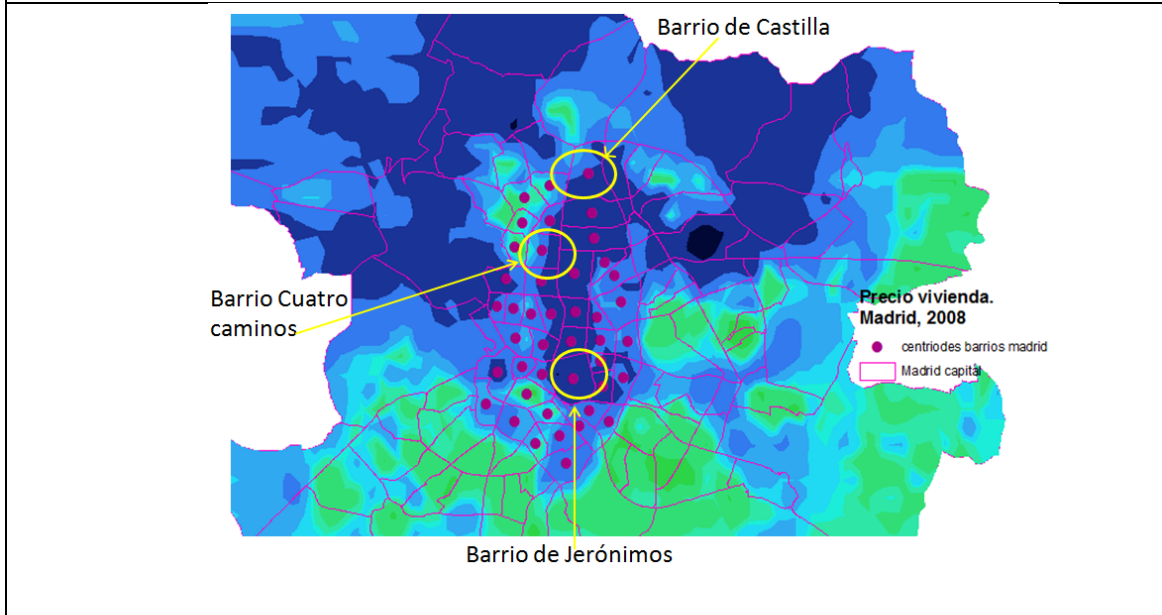 Barrio de Castilla
Barrio Cuatro
caminos
Precio vivienda.
Madrid, 2008
centriodes barrios madrid
Madrid capital
Barrio de Jerónimos